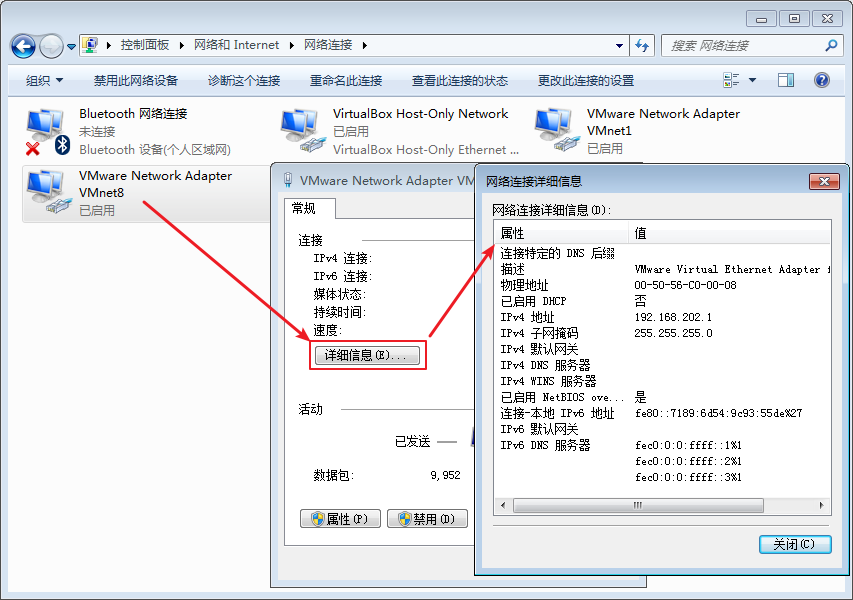 控制面板 网络和 Internet 网络连接
搜索 网络连接
组织 禁用此网络设备 诊断这个连接 重命名此连接 查看此连接的状态 更改此连接的设置
Bluetooth 网络连接
未连接
Bluetooth 设备(个人区域网)
VirtualBox Host-Only Network
已启用
VirtualBox Host-Only Ethernet ...
VMware Network Adapter
VMnet1
已启用
VMware Network Adapter
VMnet8
已启用
VMware Network Adapter VM
常规
连接
IPv4 连接:
IPv6 连接:
媒体状态:
持续时间:
速度:
详细信息(E)...
活动
已发送
数据包: 9,952
属性(P) 禁用(D)
网络连接详细信息
网络连接详细信息(D):
属性 值
连接特定的 DNS 后缀
描述 VMware Virtual Ethernet Adapter f
物理地址 00-50-56-C0-00-08
已启用 DHCP 否
IPv4 地址 192.168.202.1
IPv4 子网掩码 255.255.255.0
IPv4 默认网关
IPv4 DNS 服务器
IPv4 WINS 服务器
已启用 NetBIOS ove... 是
连接-本地 IPv6 地址 fe80::7189:6d54:9c93:55de%27
IPv6 默认网关
IPv6 DNS 服务器 fec0:0:0:ffff::1%1
fec0:0:0:ffff::2%1
fec0:0:0:ffff::3%1
关闭(C)